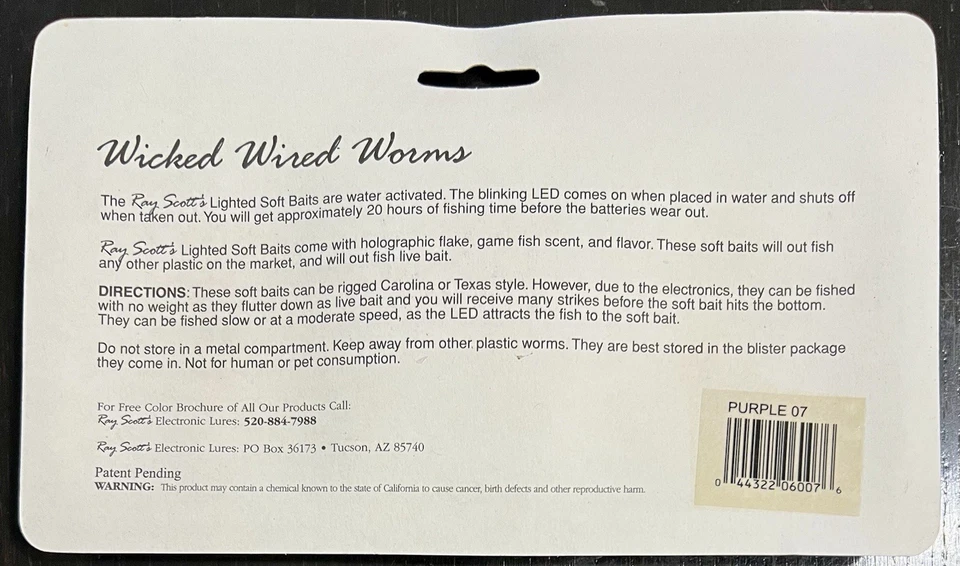 Wicked Wired Worms
The Ray Scott's Lighted Soft Baits are water activated. The blinking LED comes on when placed in water and shuts off
when taken out. You will get approximately 20 hours of fishing time before the batteries wear out.
Ray Scott's Lighted Soft Baits come with holographic flake, game fish scent, and flavor. These soft baits will out fish
any other plastic on the market, and will out fish live bait.
DIRECTIONS: These soft baits can be rigged Carolina or Texas style. However, due to the electronics, they can be fished
with no weight as they flutter down as live bait and you will receive many strikes before the soft bait hits the bottom.
They can be fished slow or at a moderate speed, as the LED attracts the fish to the soft bait.
Do not store in a metal compartment. Keep away from other plastic worms. They are best stored in the blister package
they come in. Not for human or pet consumption.
For Free Color Brochure of All Our Products Call:
Ray Scott's Electronic Lures: 520-884-7988
Ray Scott's Electronic Lures: PO Box 36173 • Tucson, AZ 85740
Patent Pending
WARNING: This product may contain a chemical known to the state of California to cause cancer, birth defects and other reproductive harm.
PURPLE 07
0 44322 06007 6